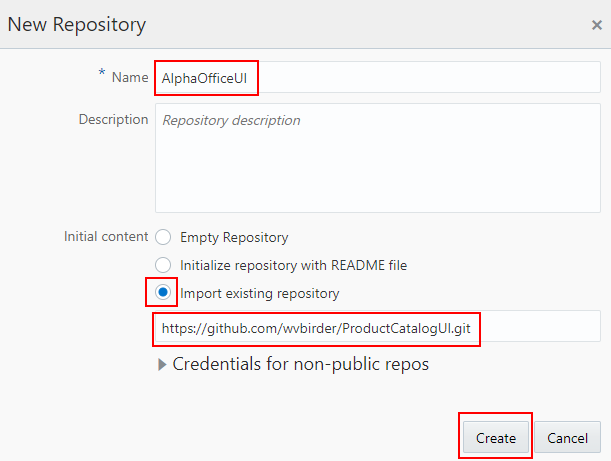 New Repository ×
* Name AlphaOfficeUI
Description Repository description
Initial content Empty Repository
Initialize repository with README file
Import existing repository
https://github.com/wvbirder/ProductCatalogUI.git
Credentials for non-public repos
Create Cancel